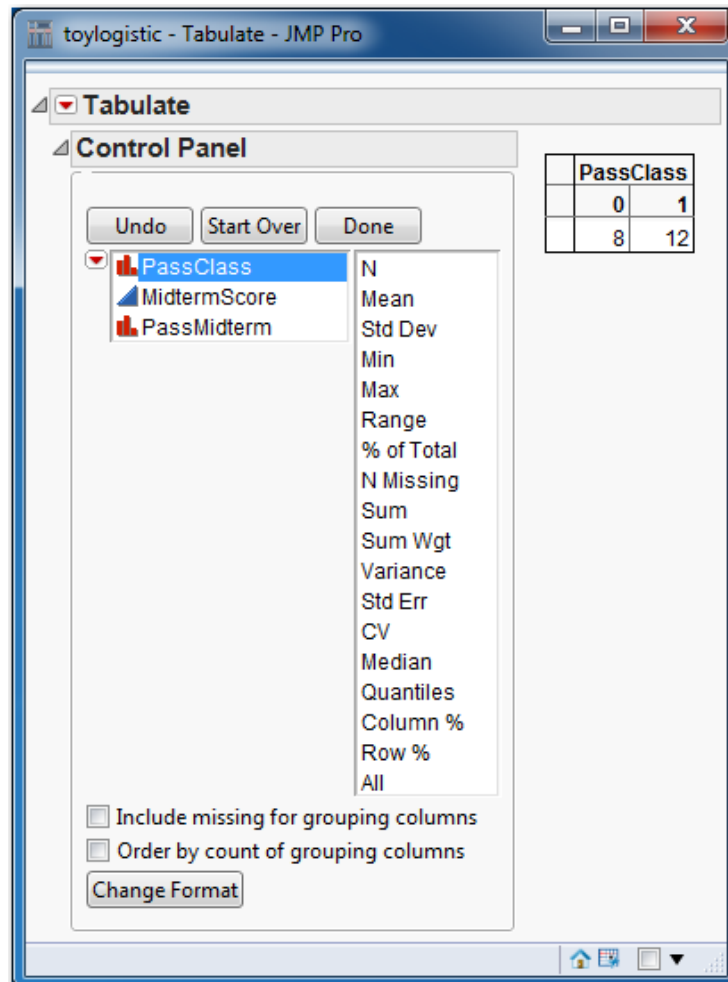 toylogistic - Tabulate - JMP Pro
Tabulate
Control Panel
Undo Start Over Done
PassClass
MidtermScore
PassMidterm
N
Mean
Std Dev
Min
Max
Range
% of Total
N Missing
Sum
Sum Wgt
Variance
Std Err
CV
Median
Quantiles
Column %
Row %
All
Include missing for grouping columns
Order by count of grouping columns
Change Format
PassClass
0 1
8 12